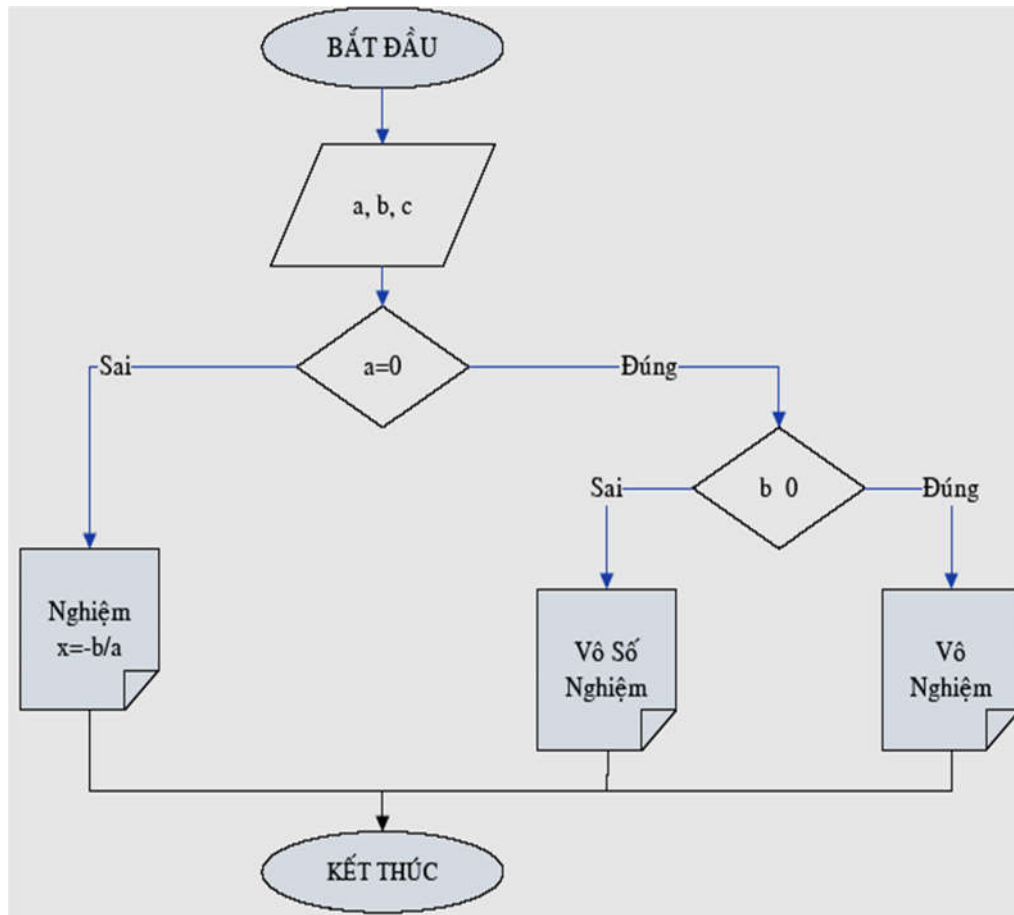 BẮT ĐẦU
a, b, c
a=0
Sai
Đúng
b 0
Sai
Đúng
Nghiệm
x=-b/a
Vô Số
Nghiệm
Vô
Nghiệm
KẾT THÚC